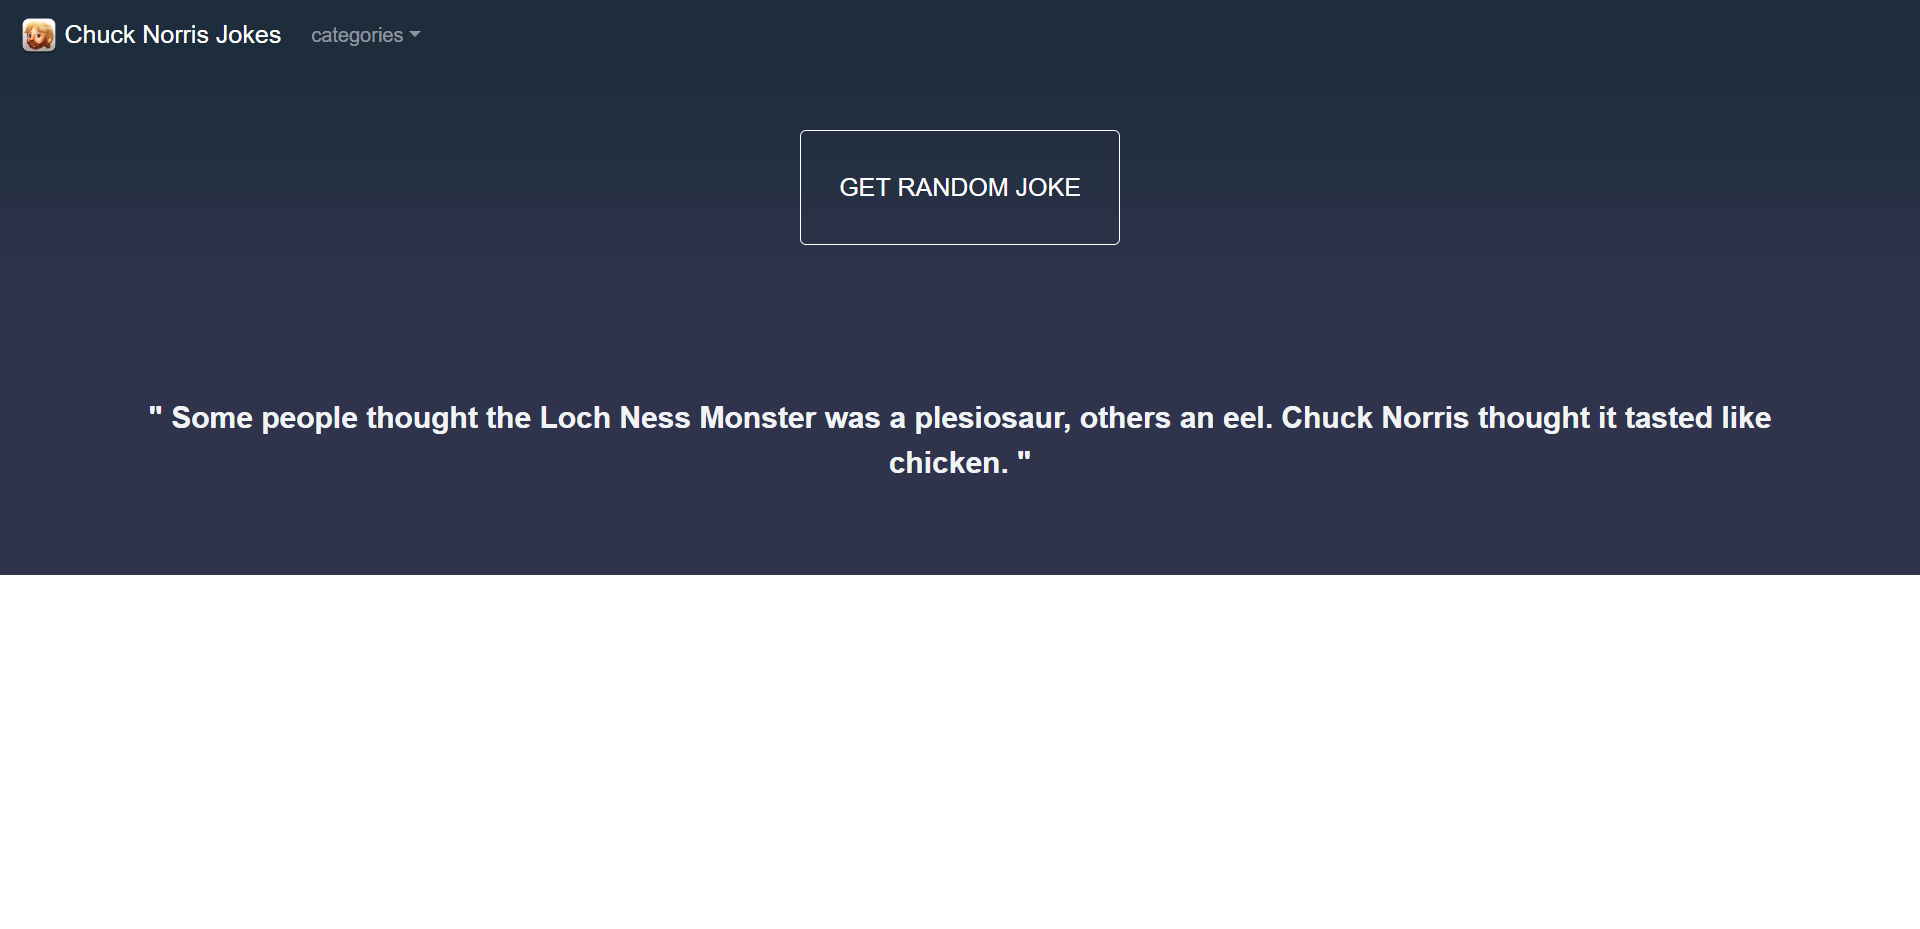 Chuck Norris Jokes categories
GET RANDOM JOKE
" Some people thought the Loch Ness Monster was a plesiosaur, others an eel. Chuck Norris thought it tasted like
chicken. "